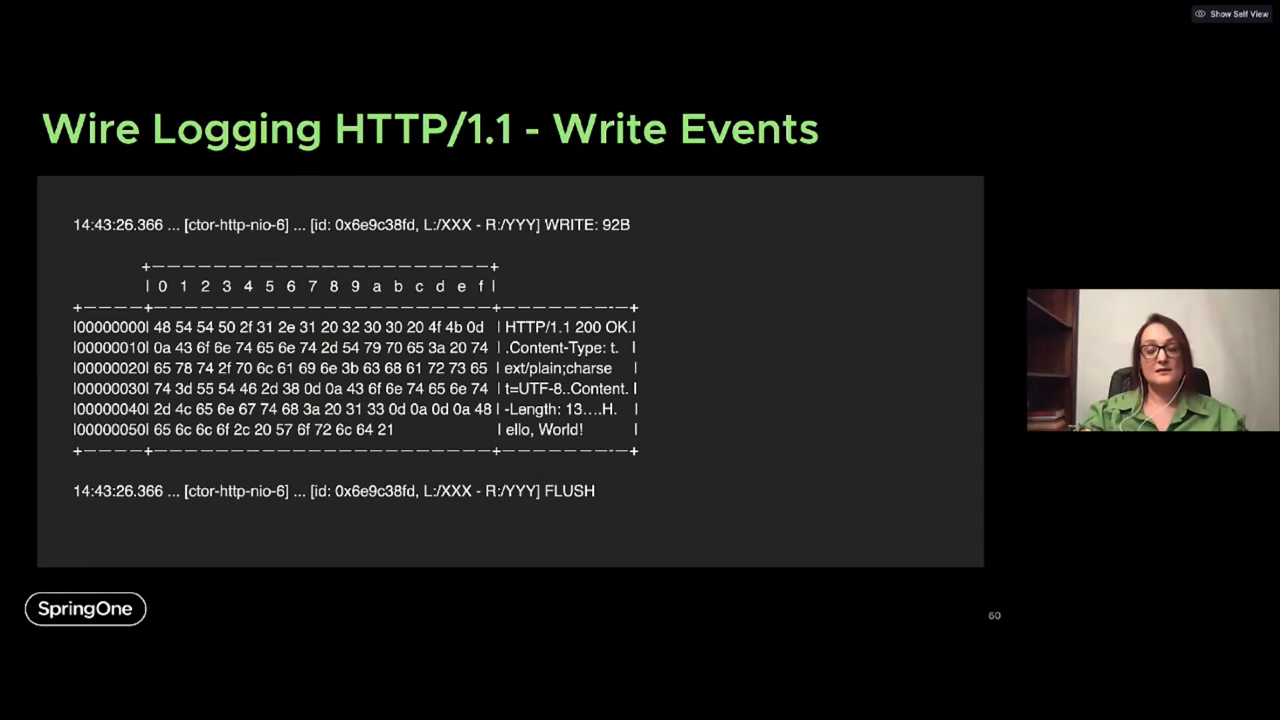 Show Self View
Wire Logging HTTP/1.1 - Write Events
14:43:26.366 ... [ctor-http-nio-6] ... [id: 0x6e9c38fd, L:/XXX - R:/YYY] WRITE: 92B
+—————————————————————+
| 0 1 2 3 4 5 6 7 8 9 a b c d e f |
+————+—————————————————————+————————+
|00000000| 48 54 54 50 2f 31 2e 31 20 32 30 30 20 4f 4b 0d | HTTP/1.1 200 OK.|
|00000010| 0a 43 6f 6e 74 65 6e 74 2d 54 79 70 65 3a 20 74 | .Content-Type: t. |
|00000020| 65 78 74 2f 70 6c 61 69 6e 3b 63 68 61 72 73 65 | ext/plain;charse |
|00000030| 74 3d 55 54 46 2d 38 0d 0a 43 6f 6e 74 65 6e 74 | t=UTF-8..Content. |
|00000040| 2d 4c 65 6e 67 74 68 3a 20 31 33 0d 0a 0d 0a 48 | -Length: 13....H. |
|00000050| 65 6c 6c 6f 2c 20 57 6f 72 6c 64 21 | ello, World! |
+————+—————————————————————+————————+
14:43:26.366 ... [ctor-http-nio-6] ... [id: 0x6e9c38fd, L:/XXX - R:/YYY] FLUSH
SpringOne
60